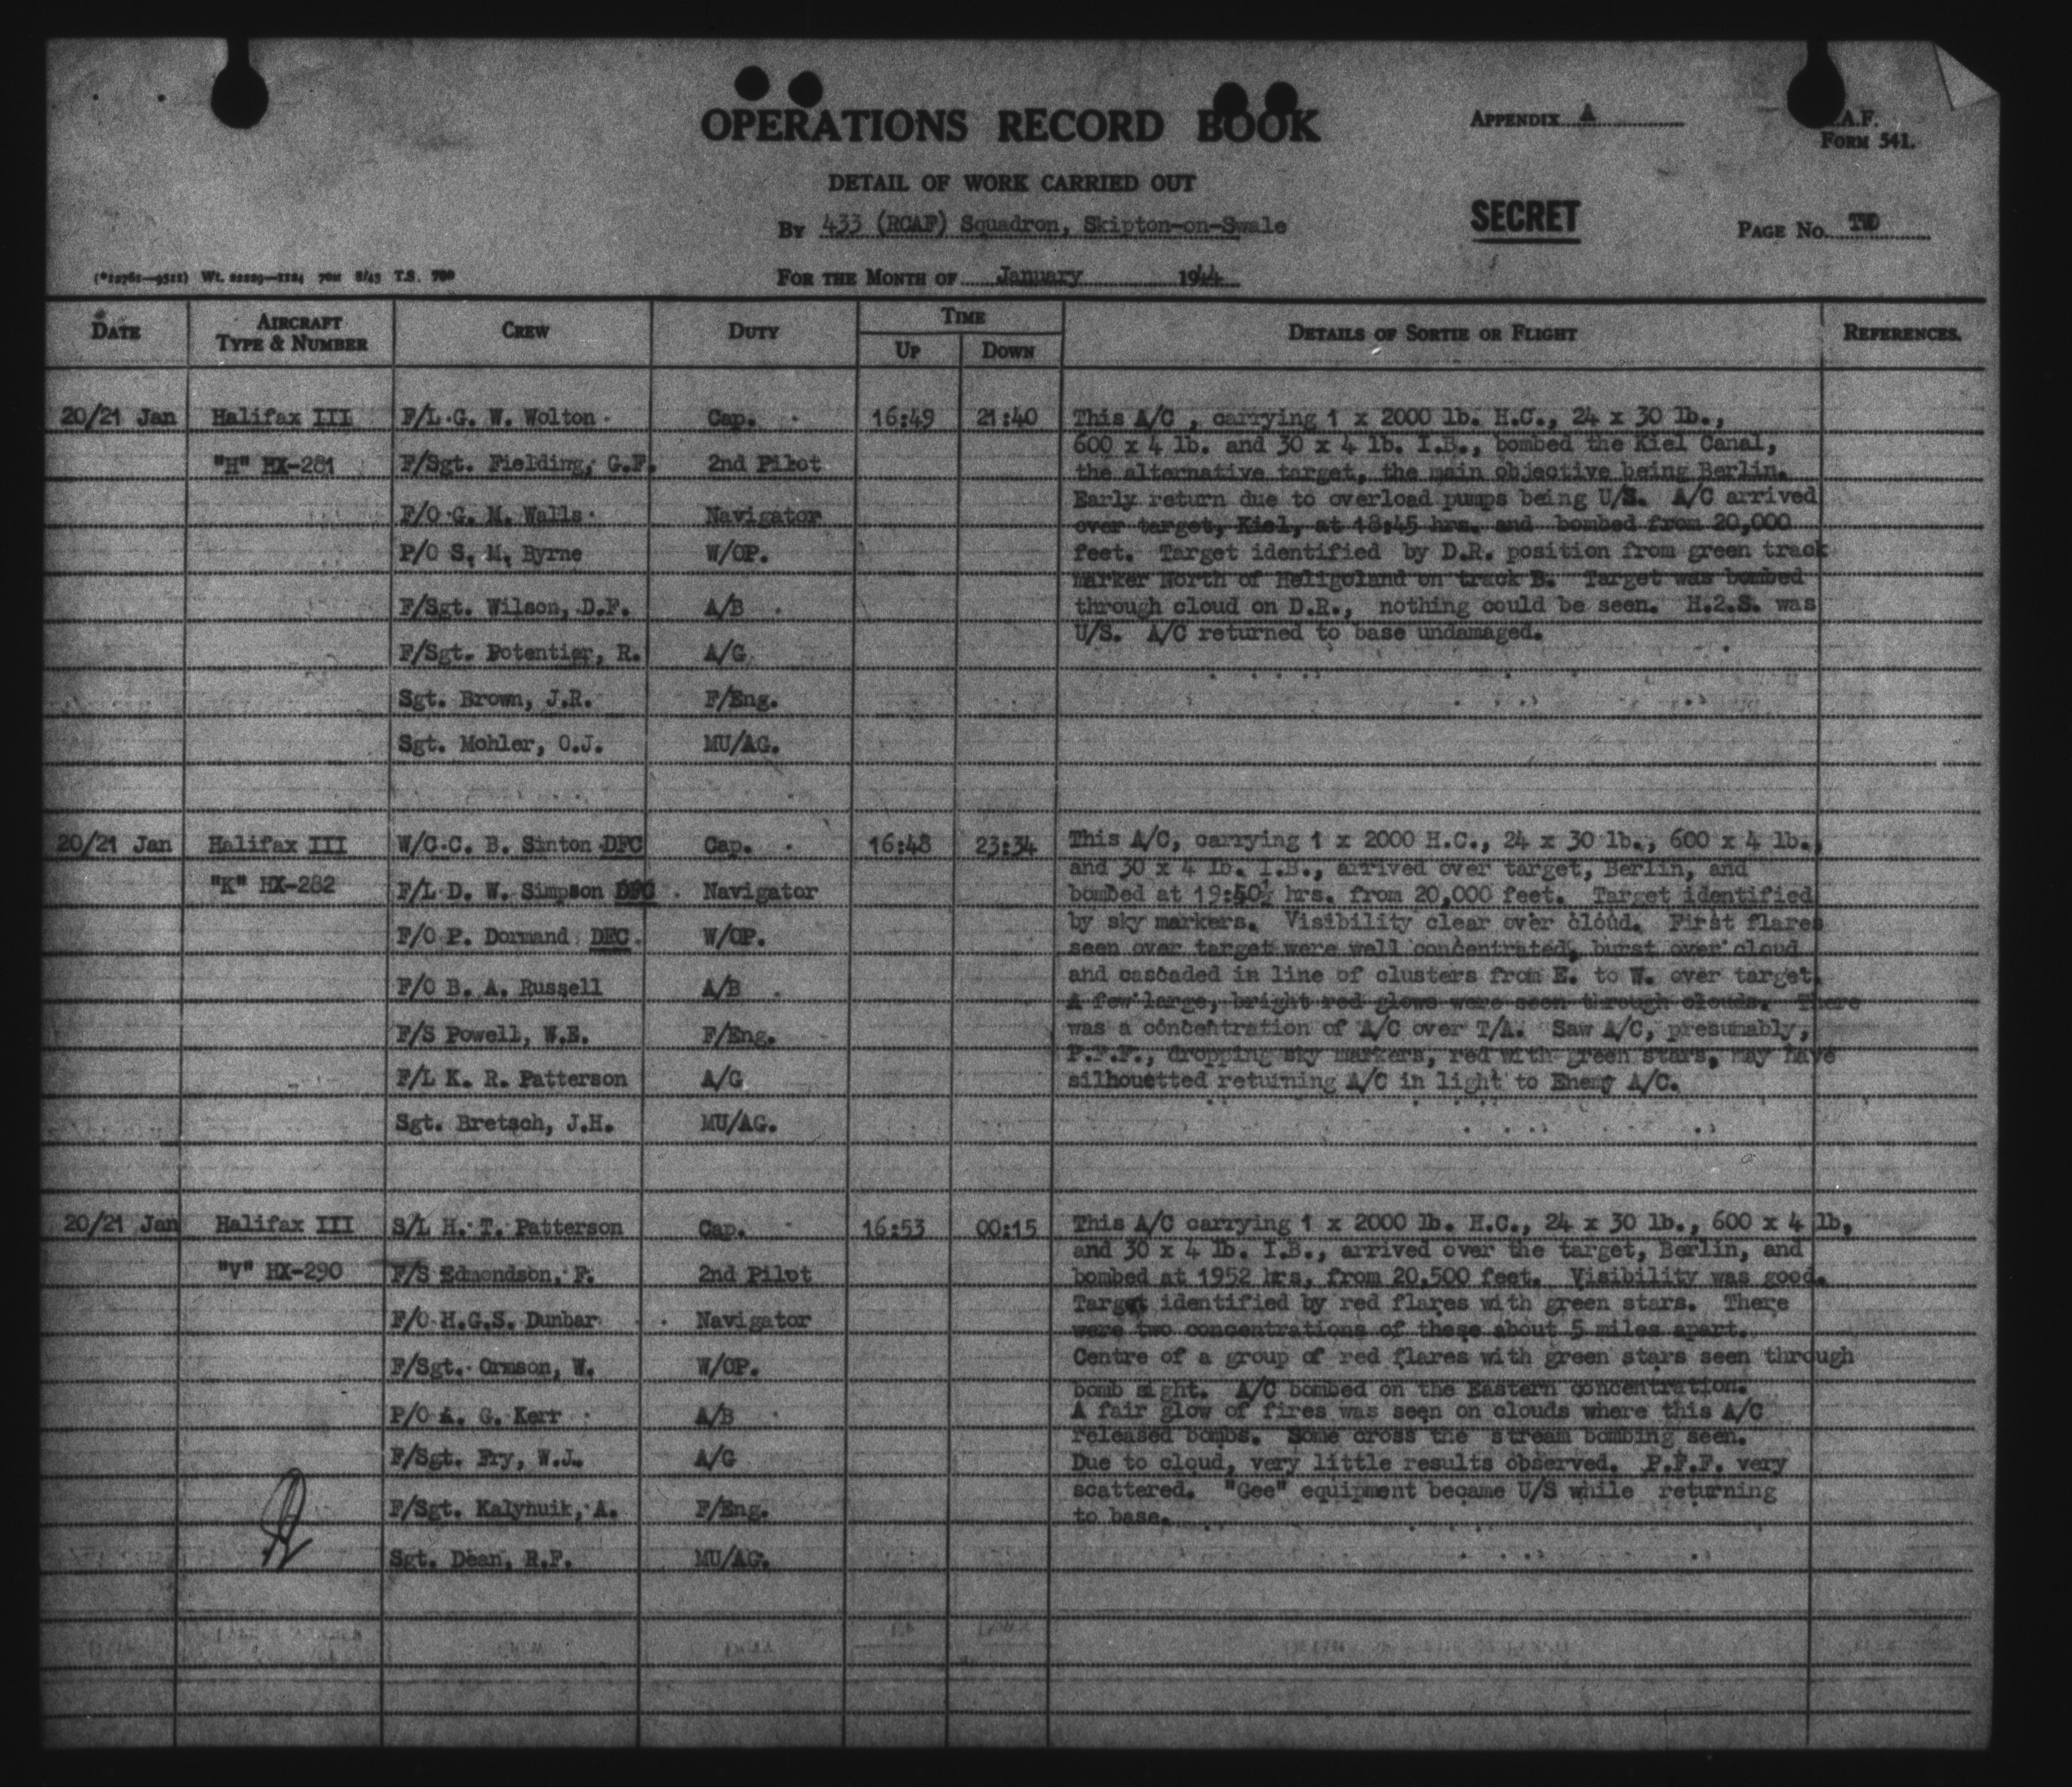 OPERATIONS RECORD BOOK
APPENDIX A
A.F.
FORM 541.
DETAIL OF WORK CARRIED OUT
By 433 (RCAF) Squadron, Skipton-on-Swale
SECRET
PAGE No. TWO
FOR THE MONTH OF January 1944
DATE
AIRCRAFT TYPE & NUMBER
CREW
DUTY
TIME
UP
DOWN
DETAILS OF SORTIE OR FLIGHT
REFERENCES.
20/21 Jan
Halifax III
"H" HX-281
F/L G. W. Wolton Cap. 16:49 21:40
F/Sgt. Fielding, G.F. 2nd Pilot
F/O G. M. Walls Navigator
P/O S. M. Byrne W/OP.
F/Sgt. Wilson, D.F. A/B
F/Sgt. Potentier, R. A/G
Sgt. Brown, J.R. F/Eng.
Sgt. Mohler, O.J. MU/AG.
This A/C , carrying 1 x 2000 lb. H.C., 24 x 30 lb.,
600 x 4 lb. and 30 x 4 lb. I.B., bombed the Kiel Canal,
the alternative target, the main objective being Berlin.
Early return due to overload pumps being U/S. A/C arrived
over target, Kiel, at 18:45 hrs. and bombed from 20,000
feet. Target identified by D.R. position from green track
marker North of Heligoland on track B. Target was bombed
through cloud on D.R., nothing could be seen. H.2.S. was
U/S. A/C returned to base undamaged.
20/21 Jan
Halifax III
"K" HX-282
W/C C. B. Sinton DFC Cap. 16:48 23:34
F/L D. W. Simpson DFC Navigator
F/O P. Dormand DFC W/OP.
F/O B. A. Russell A/B
F/S Powell, W.E. F/Eng.
F/L K. R. Patterson A/G
Sgt. Bretsch, J.H. MU/AG.
This A/C, carrying 1 x 2000 H.C., 24 x 30 lb., 600 x 4 lb.,
and 30 x 4 lb. I.B., arrived over target, Berlin, and
bombed at 19:50½ hrs. from 20,000 feet. Target identified
by sky markers. Visibility clear over cloud. First flares
seen over target were well concentrated, burst over cloud
and cascaded in line of clusters from E. to W. over target.
A few large, bright red glows were seen through clouds. There
was a concentration of A/C over T/A. Saw A/C, presumably,
P.F.F., dropping sky markers, red with green stars, may have
silhouetted returning A/C in light to Enemy A/C.
20/21 Jan
Halifax III
"V" HX-290
S/L H. T. Patterson Cap. 16:53 00:15
F/S Edmondson, F. 2nd Pilot
F/O H.G.S. Dunbar Navigator
F/Sgt. Ormson, W. W/OP.
P/O A. G. Kerr A/B
F/Sgt. Fry, W.J. A/G
F/Sgt. Kalynuik, A. F/Eng.
Sgt. Dean, R.F. MU/AG.
This A/C carrying 1 x 2000 lb. H.C., 24 x 30 lb., 600 x 4 lb,
and 30 x 4 lb. I.B., arrived over the target, Berlin, and
bombed at 1952 hrs, from 20,500 feet. Visibility was good.
Target identified by red flares with green stars. There
were two concentrations of these about 5 miles apart.
Centre of a group of red flares with green stars seen through
bomb sight. A/C bombed on the Eastern concentration.
A fair glow of fires was seen on clouds where this A/C
released bombs. Some cross the stream bombing seen.
Due to cloud, very little results observed. P.F.F. very
scattered. "Gee" equipment became U/S while returning
to base.